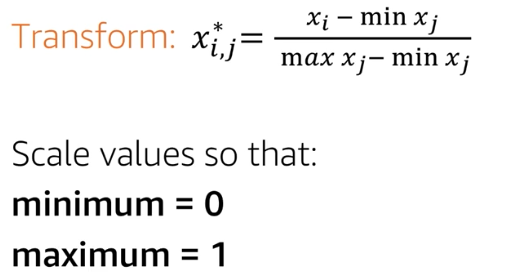 Transform: x*i,j = xi − min xj / max xj− min xj
Scale values so that:
minimum = 0
maximum = 1